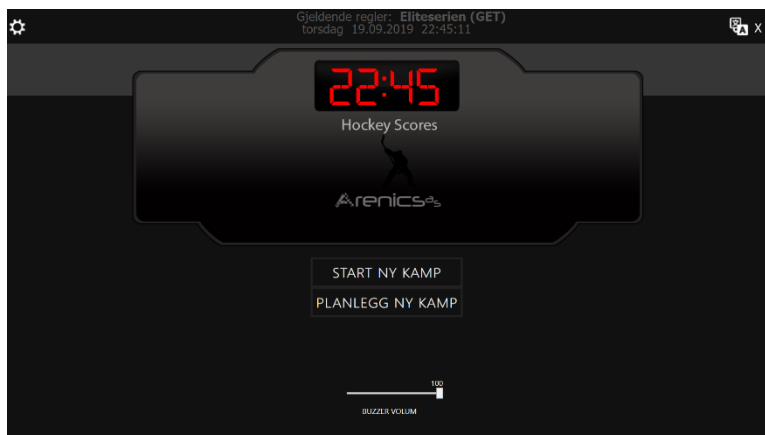 Gjeldende regler: Eliteserien (GET)
torsdag 19.09.2019 22:45:11
X
22:45
Hockey Scores
Arenics as
START NY KAMP
PLANLEGG NY KAMP
100
BUZZER VOLUM